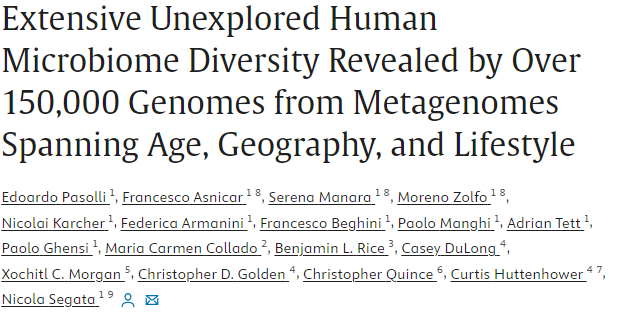 Extensive Unexplored Human
Microbiome Diversity Revealed by Over
150,000 Genomes from Metagenomes
Spanning Age, Geography, and Lifestyle
Edoardo Pasolli 1, Francesco Asnicar 1 8, Serena Manara 1 8, Moreno Zolfo 1 8,
Nicolai Karcher 1, Federica Armanini 1, Francesco Beghini 1, Paolo Manghi 1, Adrian Tett 1,
Paolo Ghensi 1, Maria Carmen Collado 2, Benjamin L. Rice 3, Casey DuLong 4,
Xochitl C. Morgan 5, Christopher D. Golden 4, Christopher Quince 6, Curtis Huttenhower 4 7,
Nicola Segata 1 9